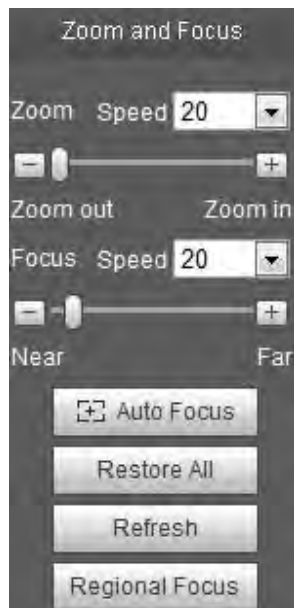 Zoom and Focus
Zoom Speed 20
Zoom out Zoom in
Focus Speed 20
Near Far
Auto Focus
Restore All
Refresh
Regional Focus